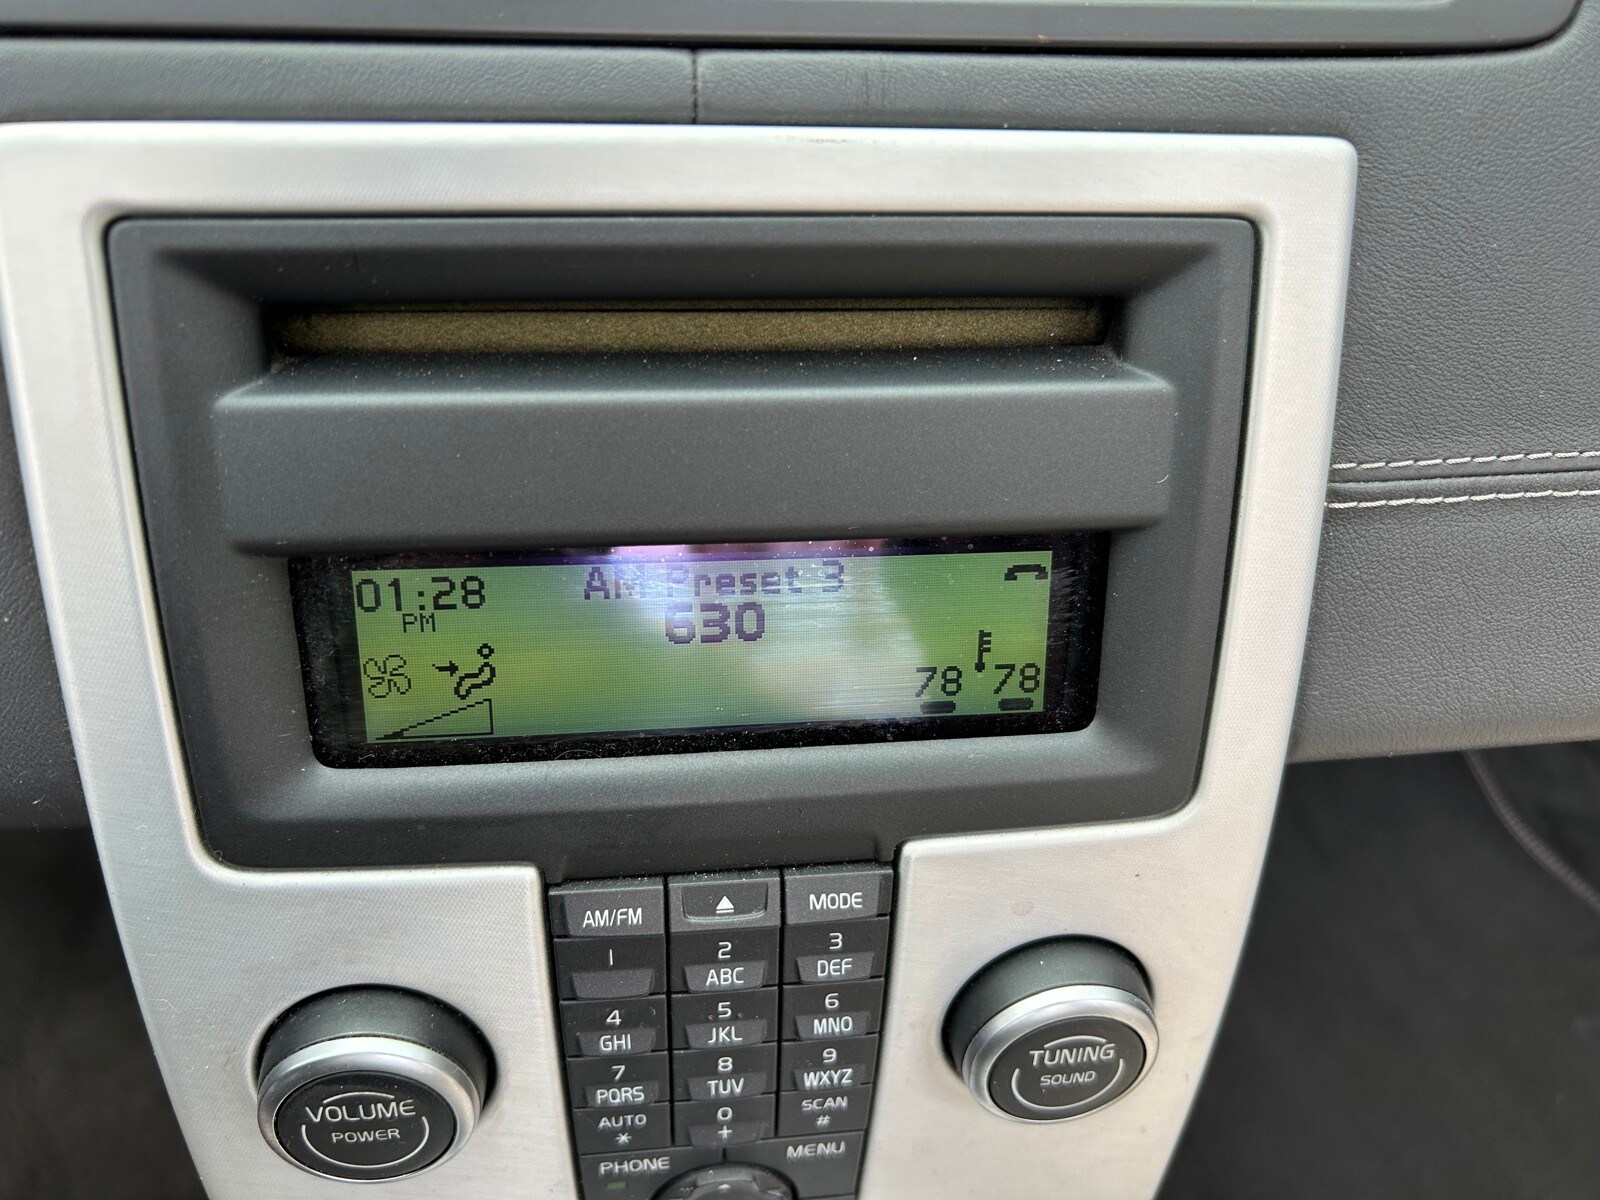 01:28
PM
AM Preset 3
630
78 78
AM/FM
MODE
1
2
ABC
3
DEF
4
GHI
5
JKL
6
MNO
7
PQRS
8
TUV
9
WXYZ
AUTO
*
0
+
SCAN
#
PHONE
MENU
VOLUME
POWER
TUNING
SOUND